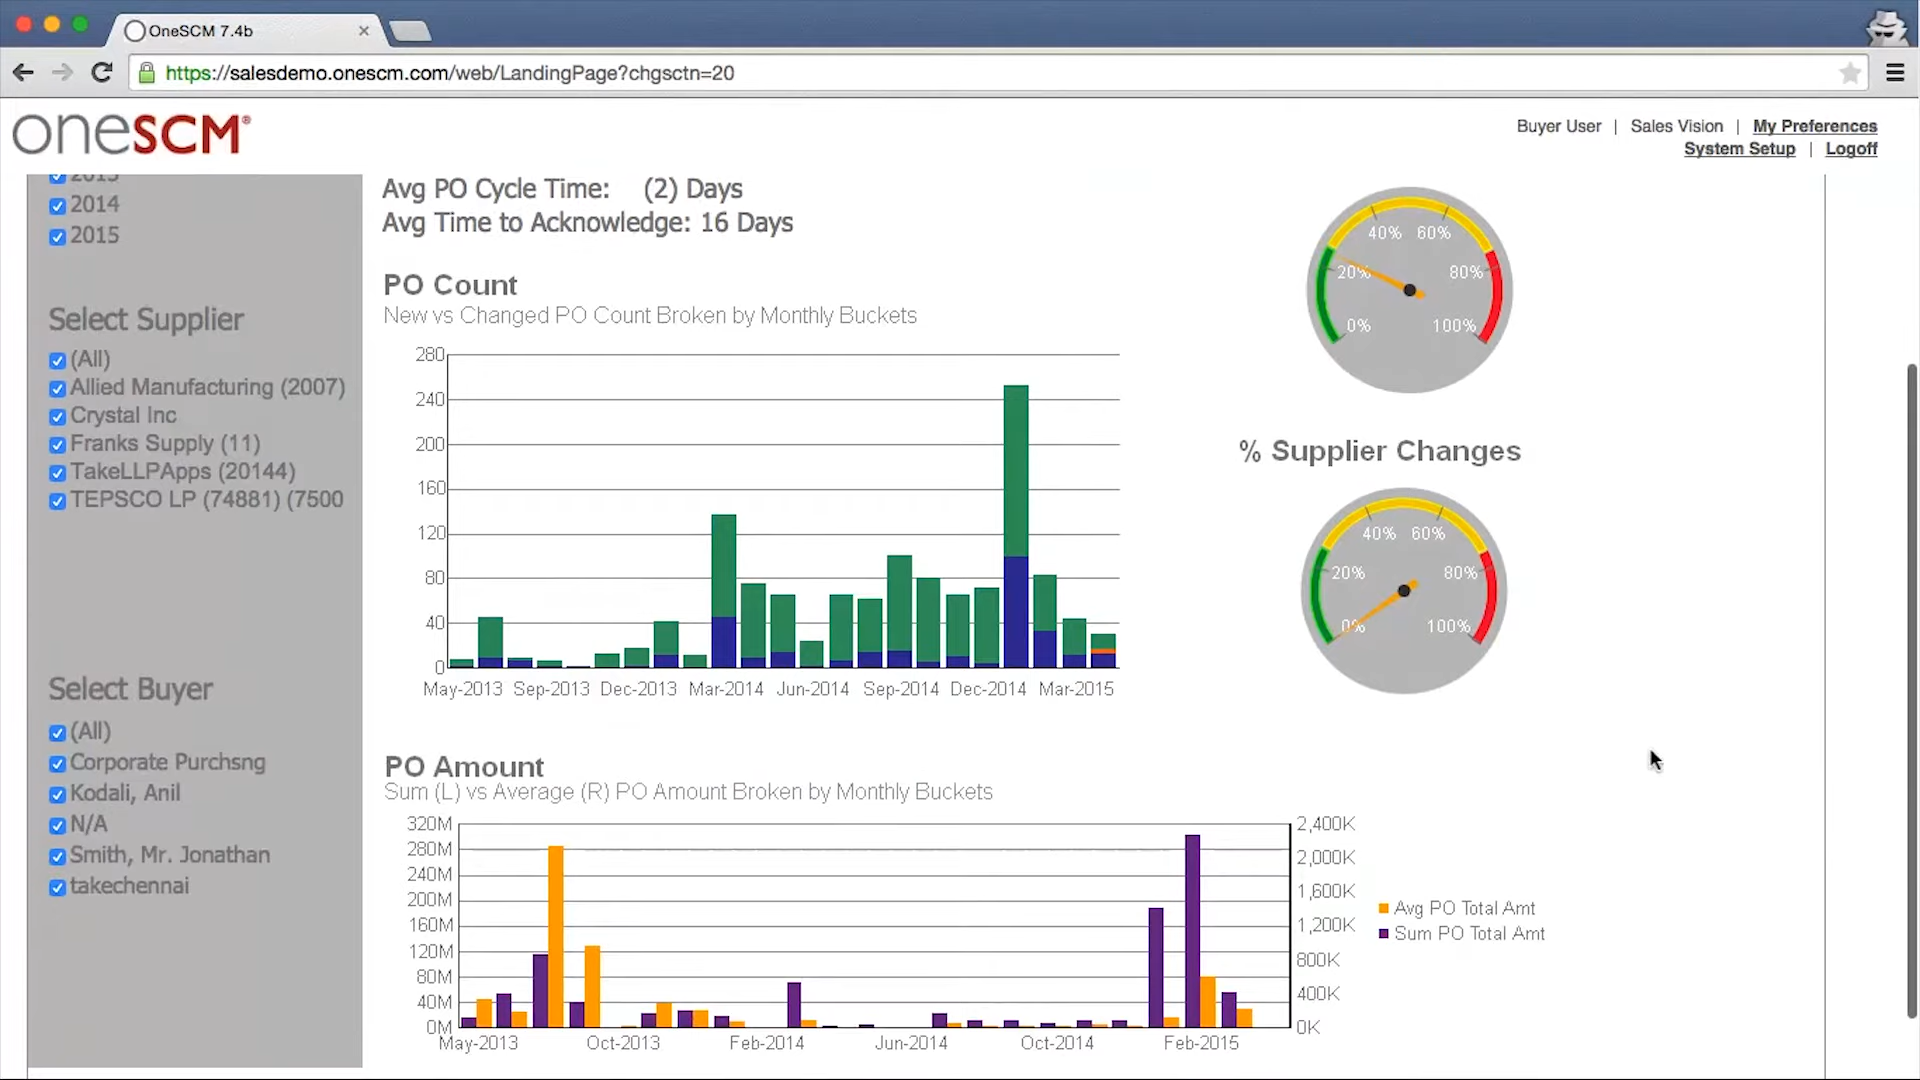 OneSCM 7.4b
https://salesdemo.onescm.com/web/LandingPage?chgsctn=20
oneSCM®
Buyer User | Sales Vision | My Preferences
System Setup | Logoff
2013
2014
2015
Select Supplier
(All)
Allied Manufacturing (2007)
Crystal Inc
Franks Supply (11)
TakeLLPApps (20144)
TEPSCO LP (74881) (7500
Select Buyer
(All)
Corporate Purchsng
Kodali, Anil
N/A
Smith, Mr. Jonathan
takechennai
Avg PO Cycle Time: (2) Days
Avg Time to Acknowledge: 16 Days
PO Count
New vs Changed PO Count Broken by Monthly Buckets
280
240
200
160
120
80
40
0
May-2013 Sep-2013 Dec-2013 Mar-2014 Jun-2014 Sep-2014 Dec-2014 Mar-2015
40% 60%
20% 80%
0% 100%
% Supplier Changes
40% 60%
20% 80%
0% 100%
PO Amount
Sum (L) vs Average (R) PO Amount Broken by Monthly Buckets
320M
280M
240M
200M
160M
120M
80M
40M
0M
2,400K
2,000K
1,600K
1,200K
800K
400K
0K
May-2013 Oct-2013 Feb-2014 Jun-2014 Oct-2014 Feb-2015
Avg PO Total Amt
Sum PO Total Amt